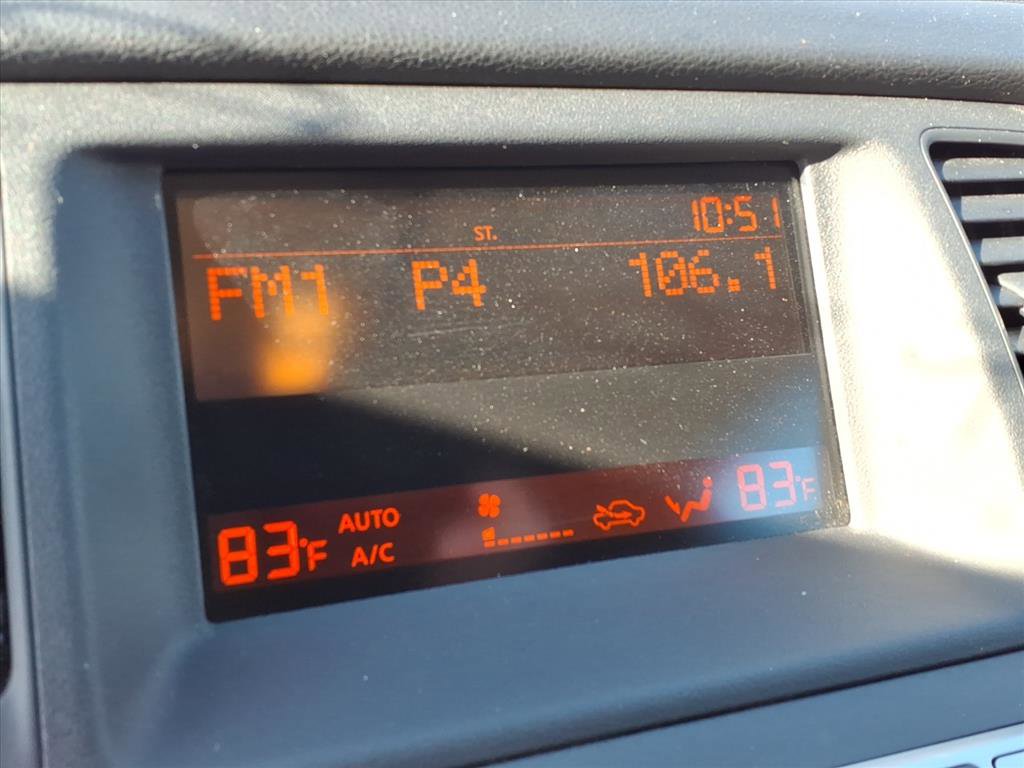 ST. 10:51
FM1 P4 106.1
83°F AUTO A/C 83°F